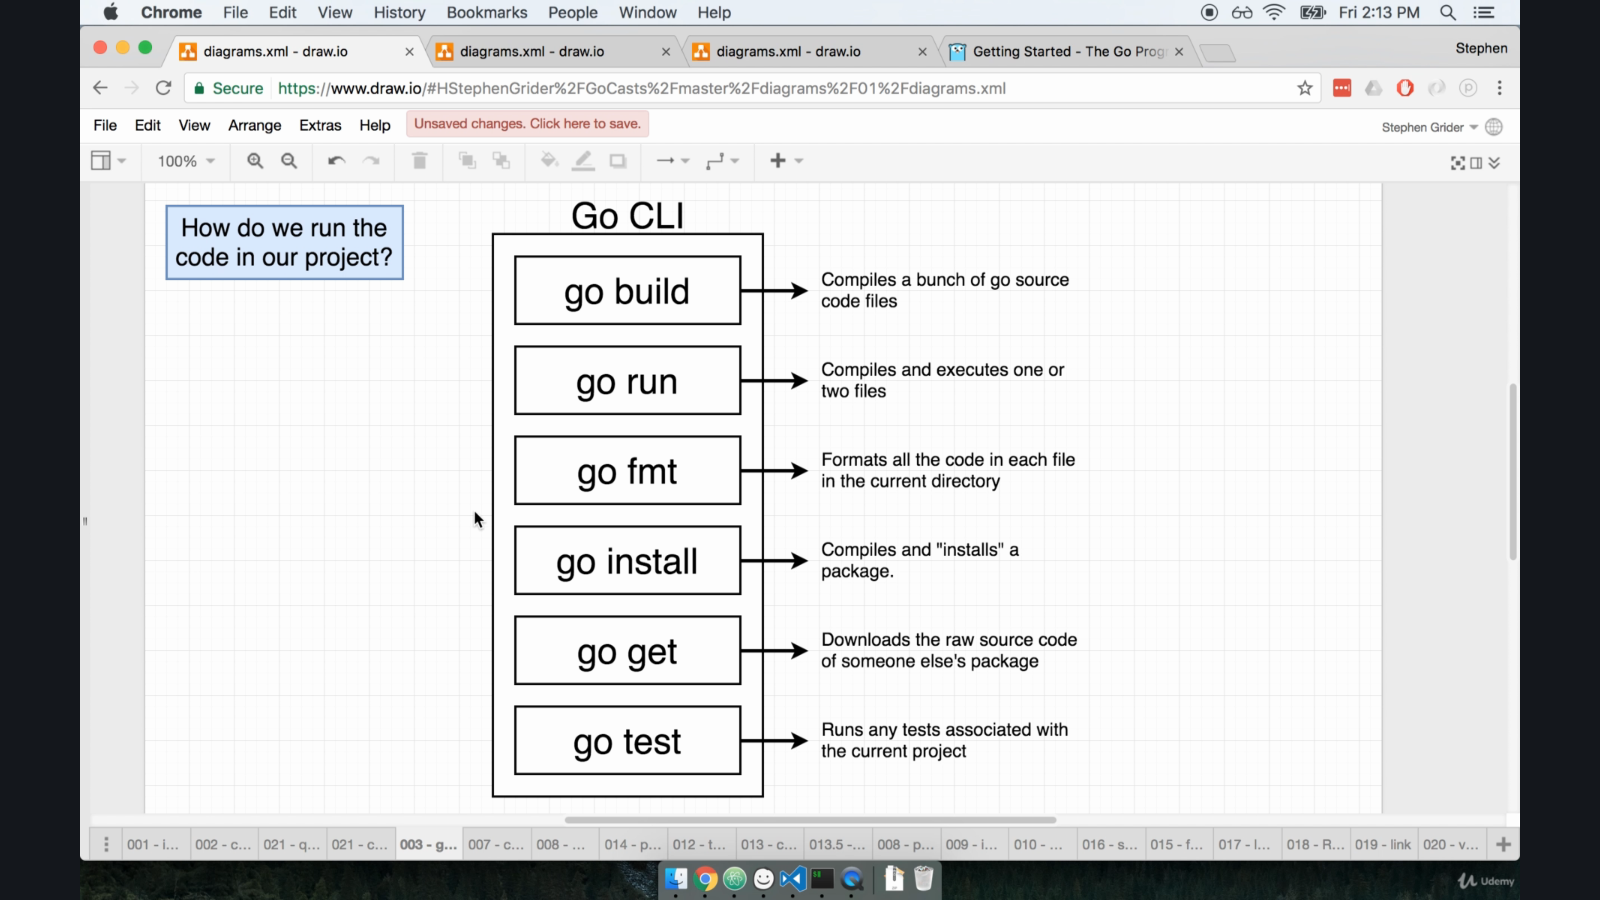 Chrome File Edit View History Bookmarks People Window Help Fri 2:13 PM
diagrams.xml - draw.io diagrams.xml - draw.io diagrams.xml - draw.io Getting Started - The Go Prog Stephen
Secure https://www.draw.io/#HStephenGrider%2FGoCasts%2Fmaster%2Fdiagrams%2F01%2Fdiagrams.xml
File Edit View Arrange Extras Help Unsaved changes. Click here to save. Stephen Grider
100%
How do we run the
code in our project?
Go CLI
go build
Compiles a bunch of go source
code files
go run
Compiles and executes one or
two files
go fmt
Formats all the code in each file
in the current directory
go install
Compiles and "installs" a
package.
go get
Downloads the raw source code
of someone else's package
go test
Runs any tests associated with
the current project
001 - i... 002 - c... 021 - q... 021 - c... 003 - g... 007 - c... 008 - ... 014 - p... 012 - t... 013 - c... 013.5 -... 008 - p... 009 - i... 010 - ... 016 - s... 015 - f... 017 - l... 018 - R... 019 - link 020 - v...
Udemy